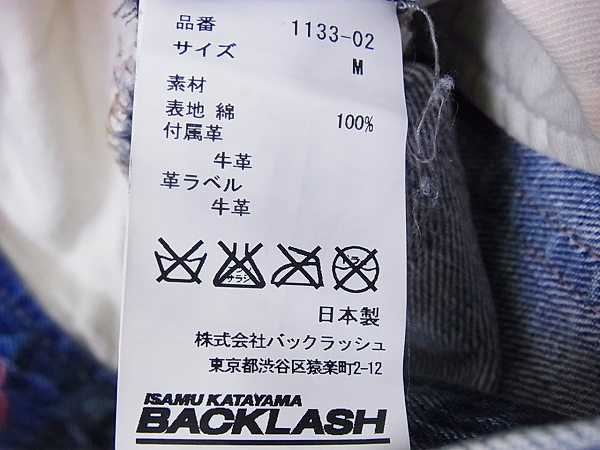 品番 1133-02
サイズ M
素材
表地 綿 100%
付属革
牛革
革ラベル
牛革
日本製
株式会社バックラッシュ
東京都渋谷区猿楽町2-12
ISAMU KATAYAMA
BACKLASH